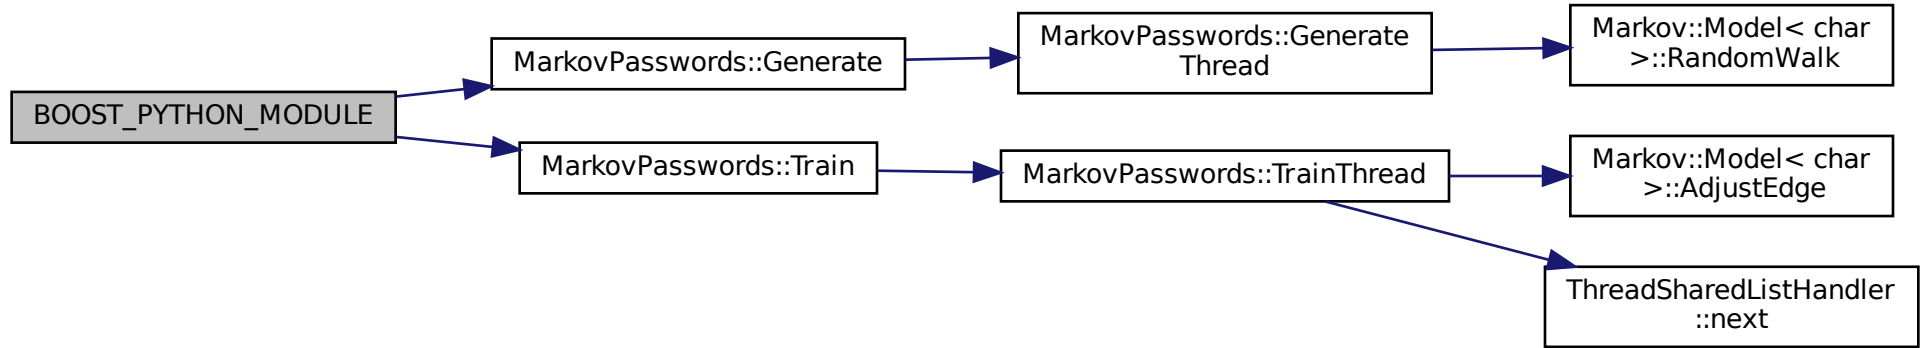 BOOST_PYTHON_MODULE
MarkovPasswords::Generate
MarkovPasswords::Generate
Thread
Markov::Model< char
>::RandomWalk
MarkovPasswords::Train
MarkovPasswords::TrainThread
Markov::Model< char
>::AdjustEdge
ThreadSharedListHandler
::next